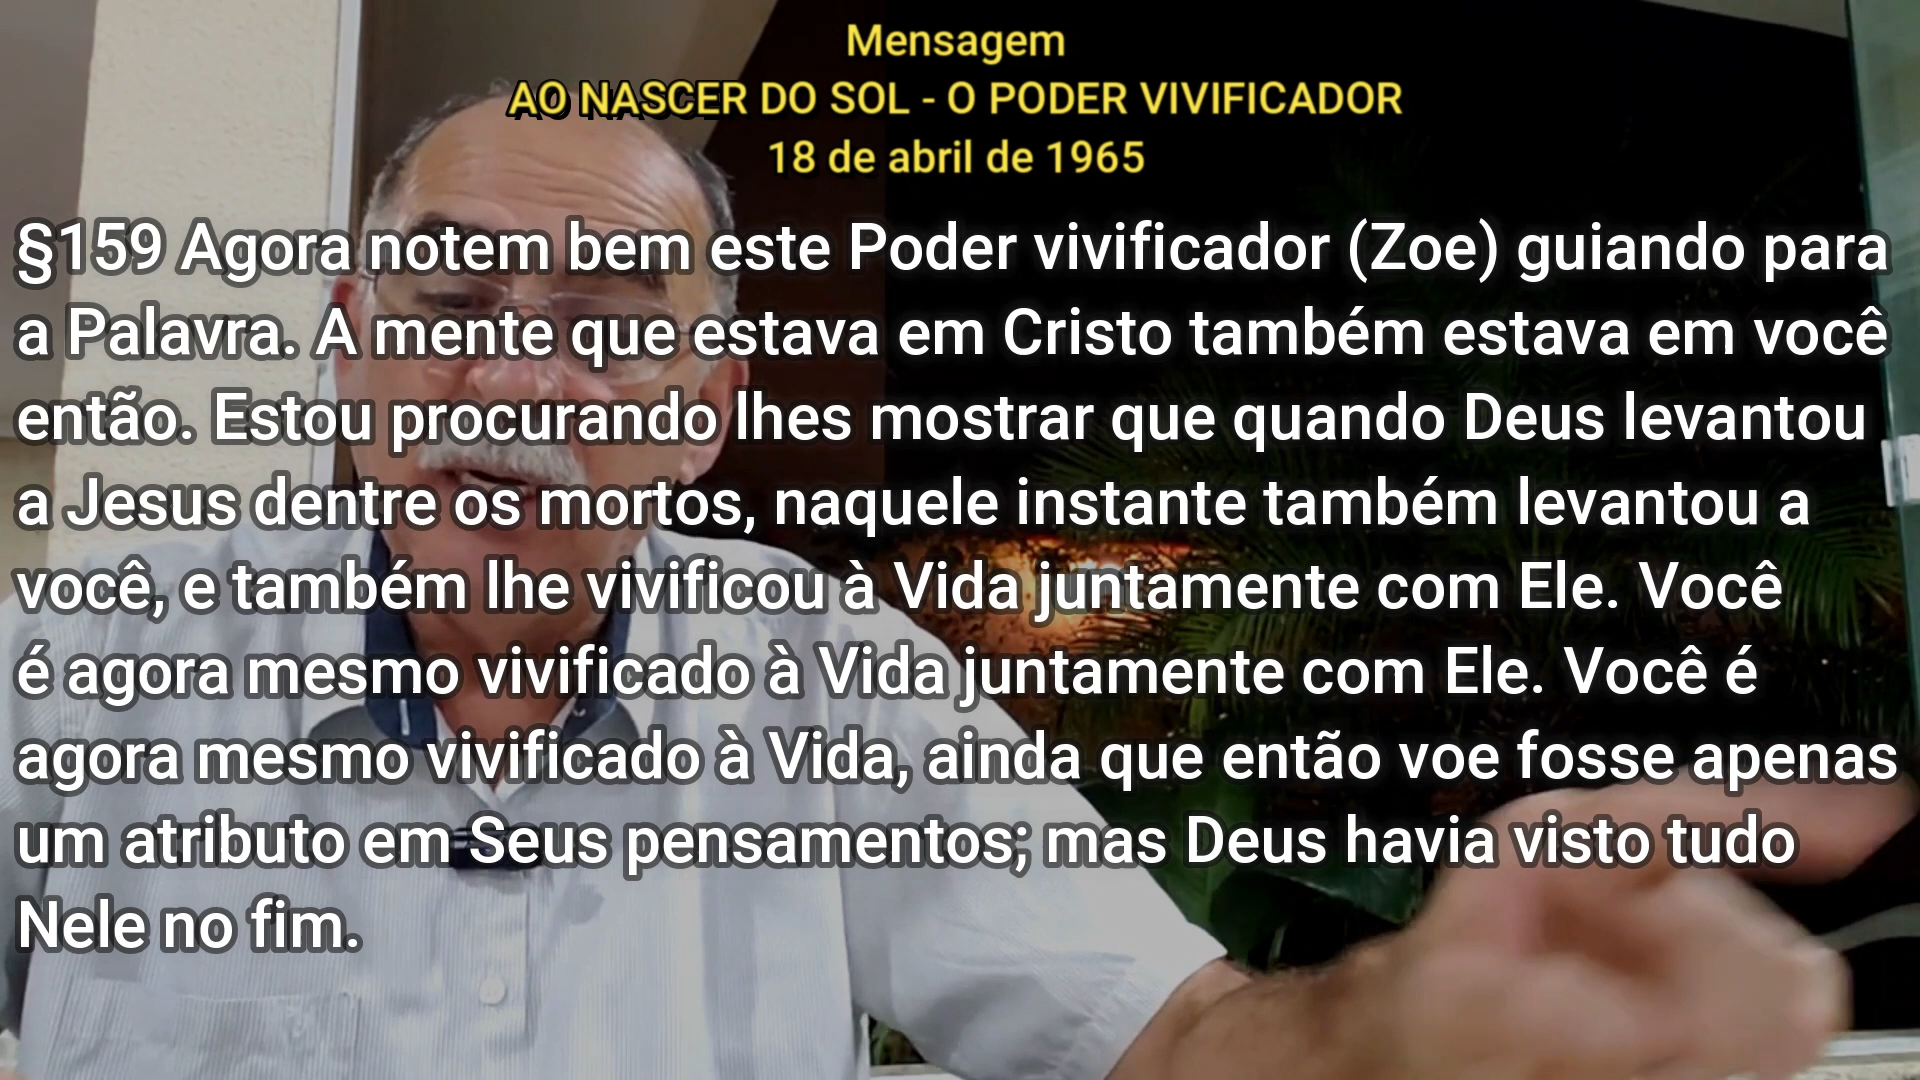 Mensagem
AO NASCER DO SOL - O PODER VIVIFICADOR
18 de abril de 1965
§159 Agora notem bem este Poder vivificador (Zoe) guiando para
a Palavra. A mente que estava em Cristo também estava em você
então. Estou procurando lhes mostrar que quando Deus levantou
a Jesus dentre os mortos, naquele instante também levantou a
você, e também lhe vivificou à Vida juntamente com Ele. Você
é agora mesmo vivificado à Vida juntamente com Ele. Você é
agora mesmo vivificado à Vida, ainda que então voe fosse apenas
um atributo em Seus pensamentos; mas Deus havia visto tudo
Nele no fim.